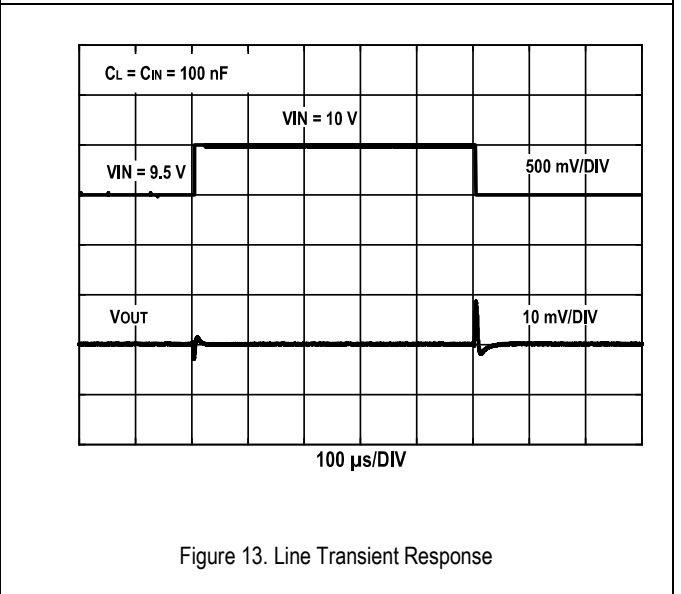 CL = CIN = 100 nF
VIN = 10 V
VIN = 9.5 V
500 mV/DIV
VOUT
10 mV/DIV
100 µs/DIV
Figure 13. Line Transient Response